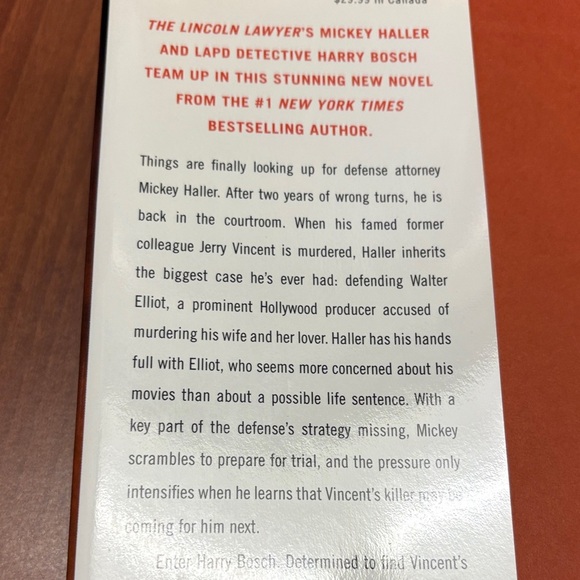 $29.99 in Canada
THE LINCOLN LAWYER'S MICKEY HALLER
AND LAPD DETECTIVE HARRY BOSCH
TEAM UP IN THIS STUNNING NEW NOVEL
FROM THE #1 NEW YORK TIMES
BESTSELLING AUTHOR.
Things are finally looking up for defense attorney
Mickey Haller. After two years of wrong turns, he is
back in the courtroom. When his famed former
colleague Jerry Vincent is murdered, Haller inherits
the biggest case he's ever had: defending Walter
Elliot, a prominent Hollywood producer accused of
murdering his wife and her lover. Haller has his hands
full with Elliot, who seems more concerned about his
movies than about a possible life sentence. With a
key part of the defense's strategy missing, Mickey
scrambles to prepare for trial, and the pressure only
intensifies when he learns that Vincent's killer may be
coming for him next.
Enter Harry Bosch. Determined to find Vincent's